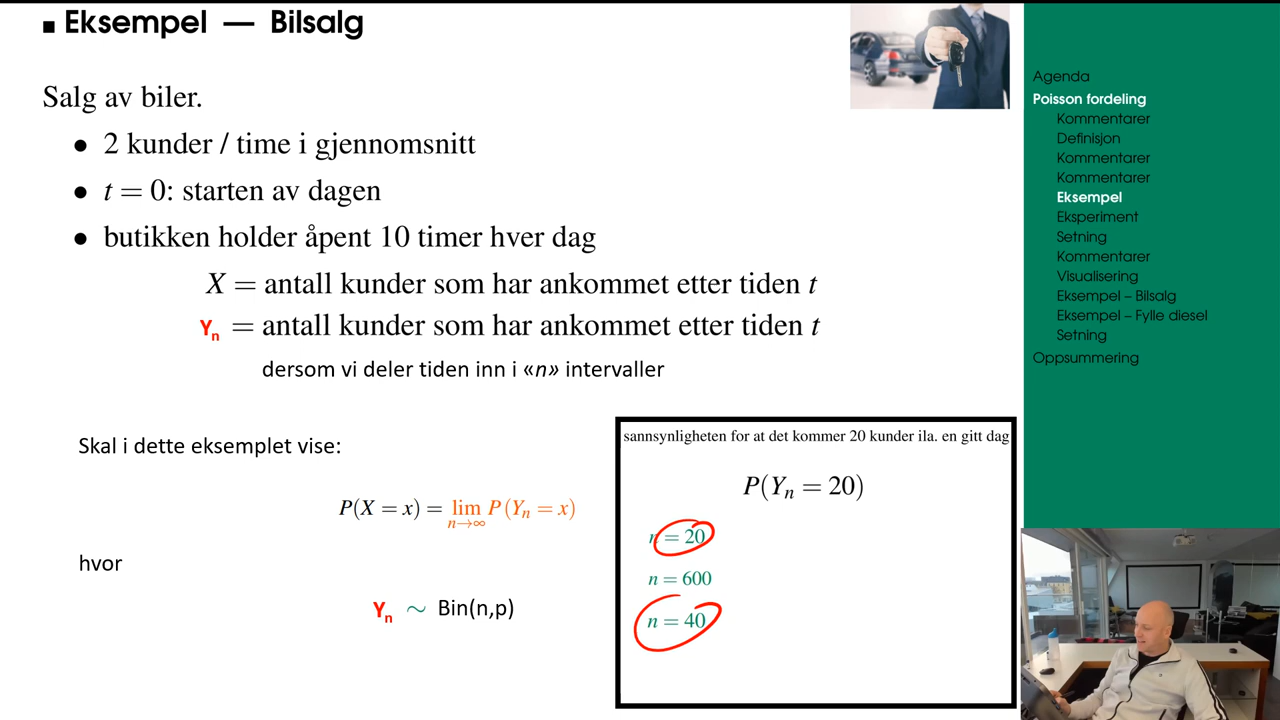 Eksempel — Bilsalg
Salg av biler.
• 2 kunder / time i gjennomsnitt
• t = 0: starten av dagen
• butikken holder åpent 10 timer hver dag
X = antall kunder som har ankommet etter tiden t
Yn = antall kunder som har ankommet etter tiden t
dersom vi deler tiden inn i «n» intervaller
Skal i dette eksemplet vise:
P(X = x) = lim n→∞ P(Yn = x)
hvor
Yn ∼ Bin(n,p)
sannsynligheten for at det kommer 20 kunder ila. en gitt dag
P(Yn = 20)
n = 20
n = 600
n = 40
Agenda
Poisson fordeling
Kommentarer
Definisjon
Kommentarer
Kommentarer
Eksempel
Eksperiment
Setning
Kommentarer
Visualisering
Eksempel – Bilsalg
Eksempel – Fylle diesel
Setning
Oppsummering